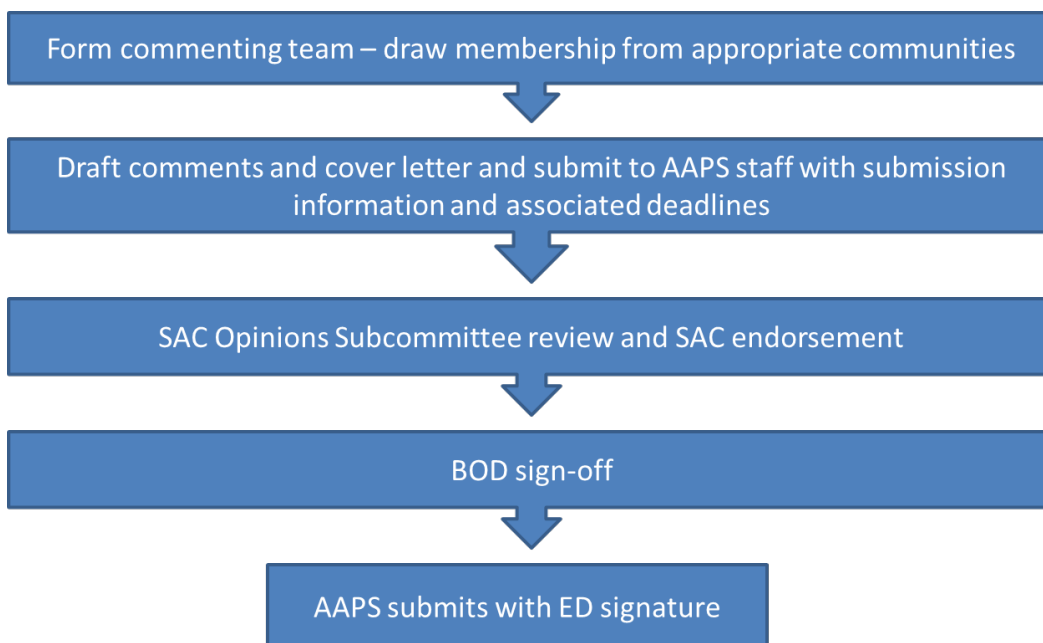 Form commenting team – draw membership from appropriate communities
Draft comments and cover letter and submit to AAPS staff with submission
information and associated deadlines
SAC Opinions Subcommittee review and SAC endorsement
BOD sign-off
AAPS submits with ED signature